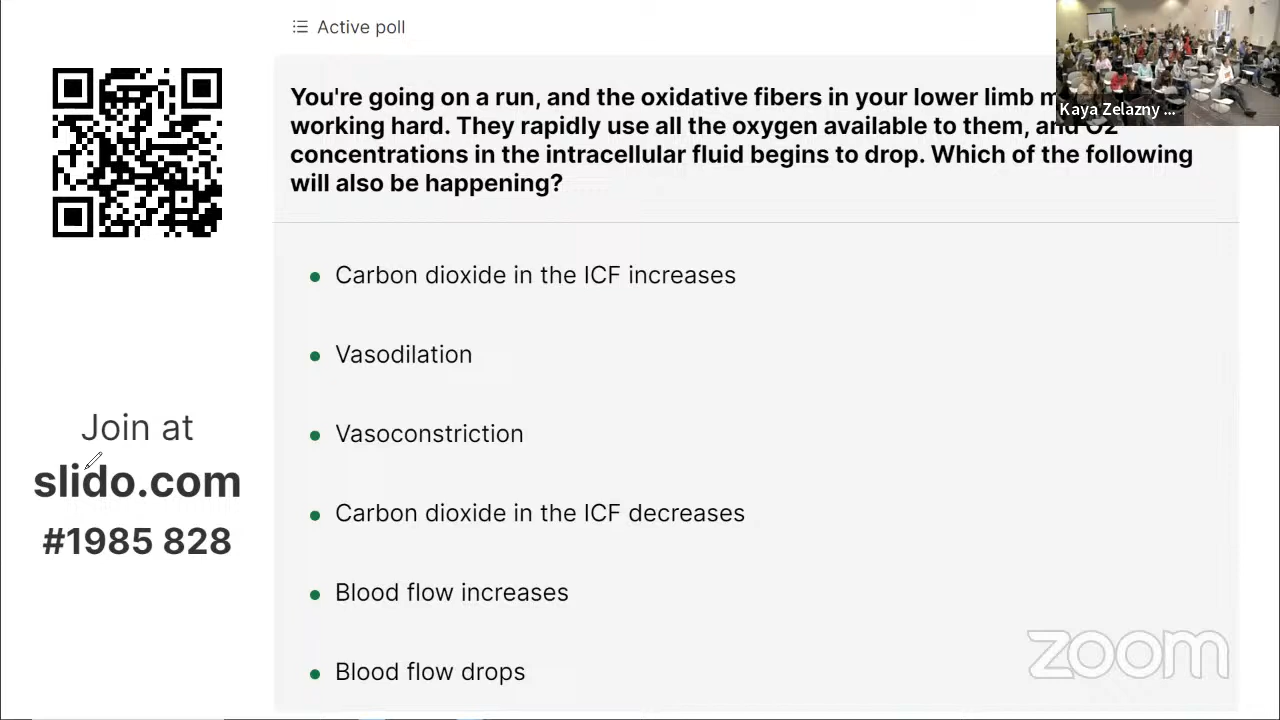 Active poll
You're going on a run, and the oxidative fibers in your lower limb
working hard. They rapidly use all the oxygen available to them, and O2
concentrations in the intracellular fluid begins to drop. Which of the following
will also be happening?
Kaya Zelazny ...
Carbon dioxide in the ICF increases
Vasodilation
Vasoconstriction
Carbon dioxide in the ICF decreases
Blood flow increases
Blood flow drops
Join at
slido.com
#1985 828
zoom